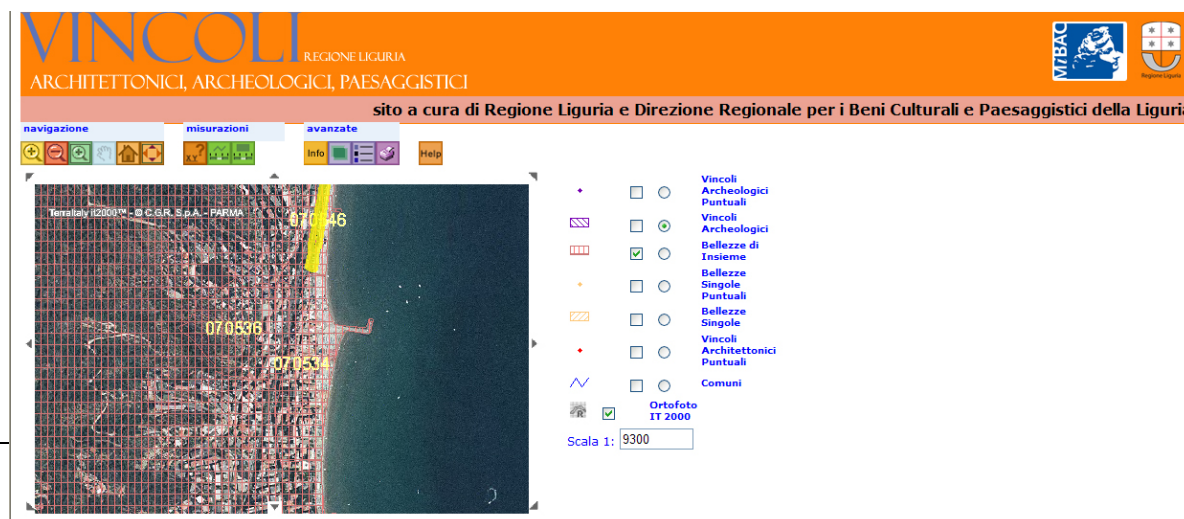 VINCOLI REGIONE LIGURIA
ARCHITETTONICI, ARCHEOLOGICI, PAESAGGISTICI
MiBAC
Regione Liguria
sito a cura di Regione Liguria e Direzione Regionale per i Beni Culturali e Paesaggistici della Liguria
navigazione misurazioni avanzate
X,Y? Info Help
TerraItaly it2000™ - © C.G.R. S.p.A. - PARMA
070546
070536
070534
Vincoli
Archeologici
Puntuali
Vincoli
Archeologici
Bellezze di
Insieme
Bellezze
Singole
Puntuali
Bellezze
Singole
Vincoli
Architettonici
Puntuali
Comuni
R
Ortofoto
IT 2000
Scala 1: 9300